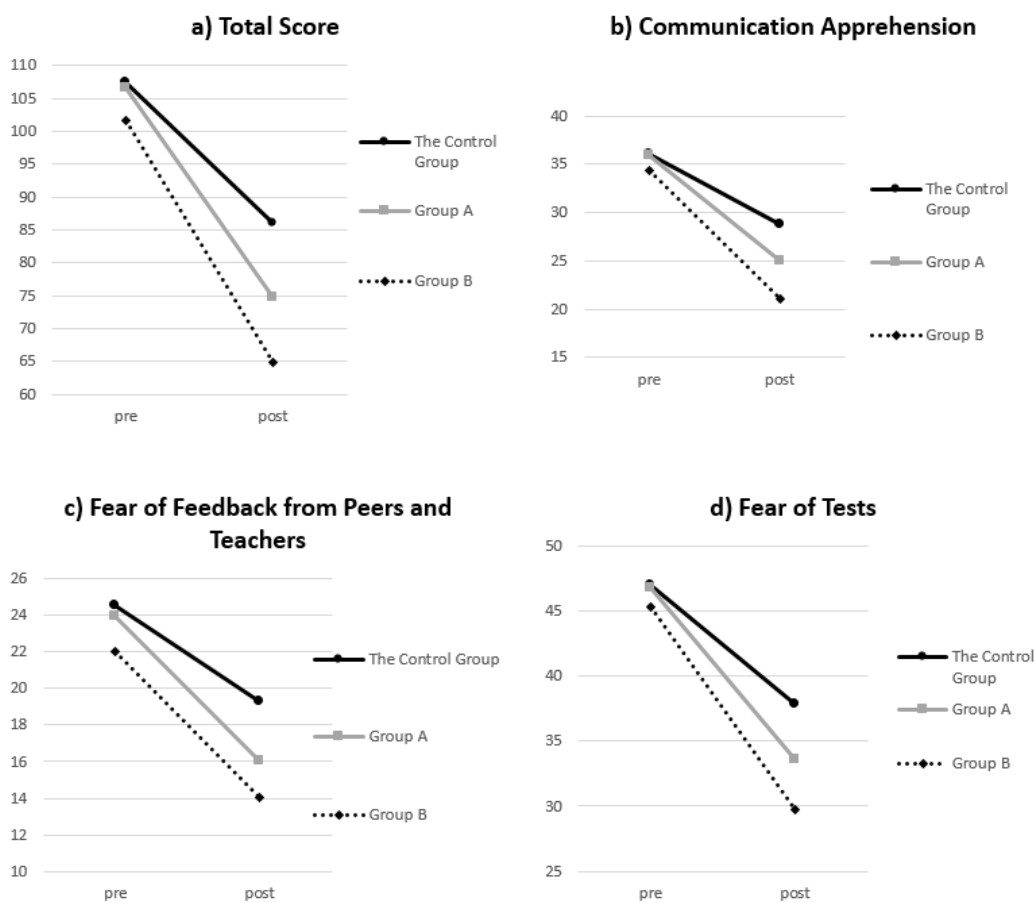 a) Total Score
110
105
100
95
90
85
80
75
70
65
60
pre
post
The Control
Group
Group A
Group B
b) Communication Apprehension
40
35
30
25
20
15
pre
post
The Control
Group
Group A
Group B
c) Fear of Feedback from Peers and
Teachers
26
24
22
20
18
16
14
12
10
pre
post
The Control Group
Group A
Group B
d) Fear of Tests
50
45
40
35
30
25
pre
post
The Control
Group
Group A
Group B